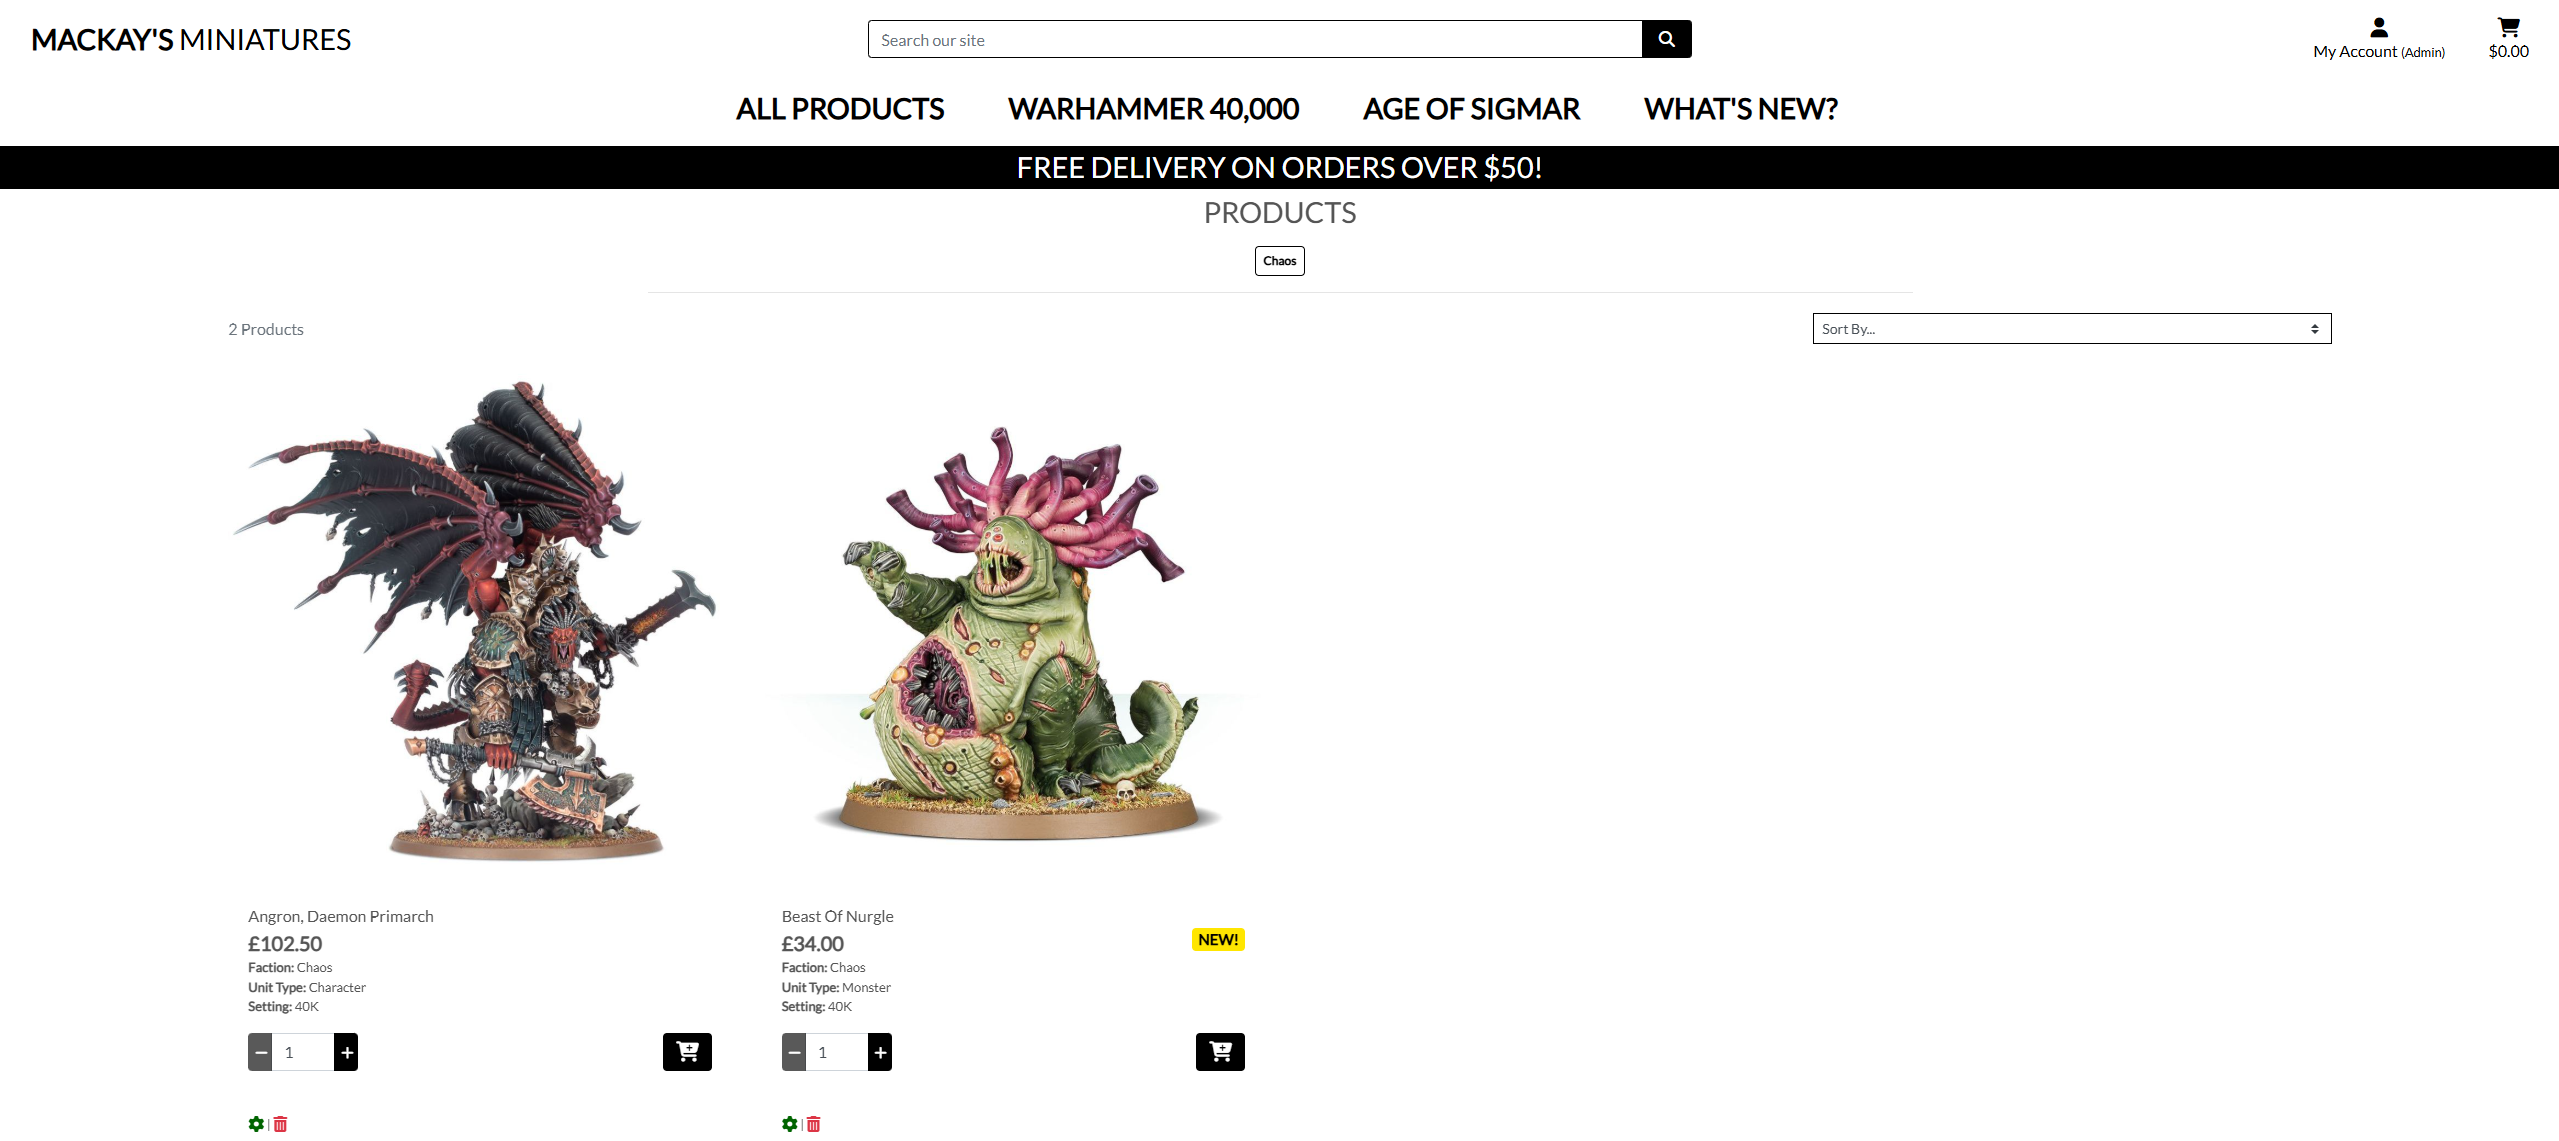 MACKAY'S MINIATURES
Search our site
My Account (Admin)
$0.00
ALL PRODUCTS
WARHAMMER 40,000
AGE OF SIGMAR
WHAT'S NEW?
FREE DELIVERY ON ORDERS OVER $50!
PRODUCTS
Chaos
2 Products
Sort By...
Angron, Daemon Primarch
£102.50
Faction: Chaos
Unit Type: Character
Setting: 40K
1
Beast Of Nurgle
£34.00
NEW!
Faction: Chaos
Unit Type: Monster
Setting: 40K
1